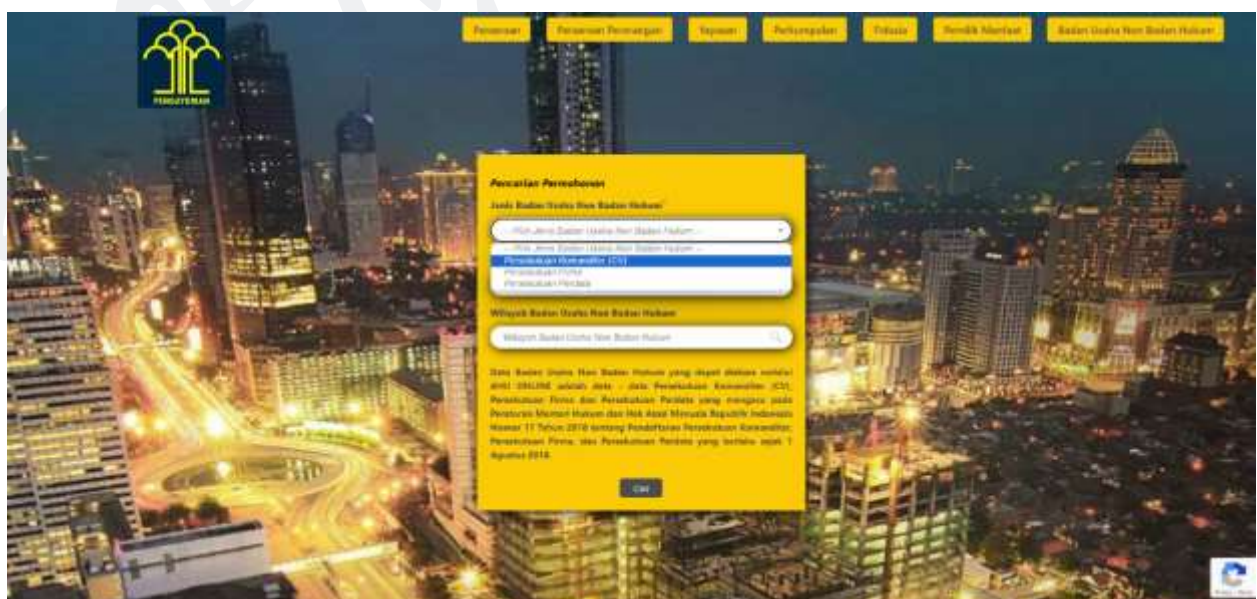 PENGAYOMAN
Perseroan Perseroan Perorangan Yayasan Perkumpulan Fidusia Pemilik Manfaat Badan Usaha Non Badan Hukum
Pencarian Permohonan
Jenis Badan Usaha Non Badan Hukum*
-- Pilih Jenis Badan Usaha Non Badan Hukum --
-- Pilih Jenis Badan Usaha Non Badan Hukum --
Persekutuan Komanditer (CV)
Persekutuan Firma
Persekutuan Perdata
Wilayah Badan Usaha Non Badan Hukum
Wilayah Badan Usaha Non Badan Hukum
Data Badan Usaha Non Badan Hukum yang dapat diakses melalui
AHU ONLINE adalah data - data Persekutuan Komanditer (CV),
Persekutuan Firma dan Persekutuan Perdata yang mengacu pada
Peraturan Menteri Hukum dan Hak Asasi Manusia Republik Indonesia
Nomor 17 Tahun 2018 tentang Pendaftaran Persekutuan Komanditer,
Persekutuan Firma, dan Persekutuan Perdata yang berlaku sejak 1
Agustus 2018.
Cari